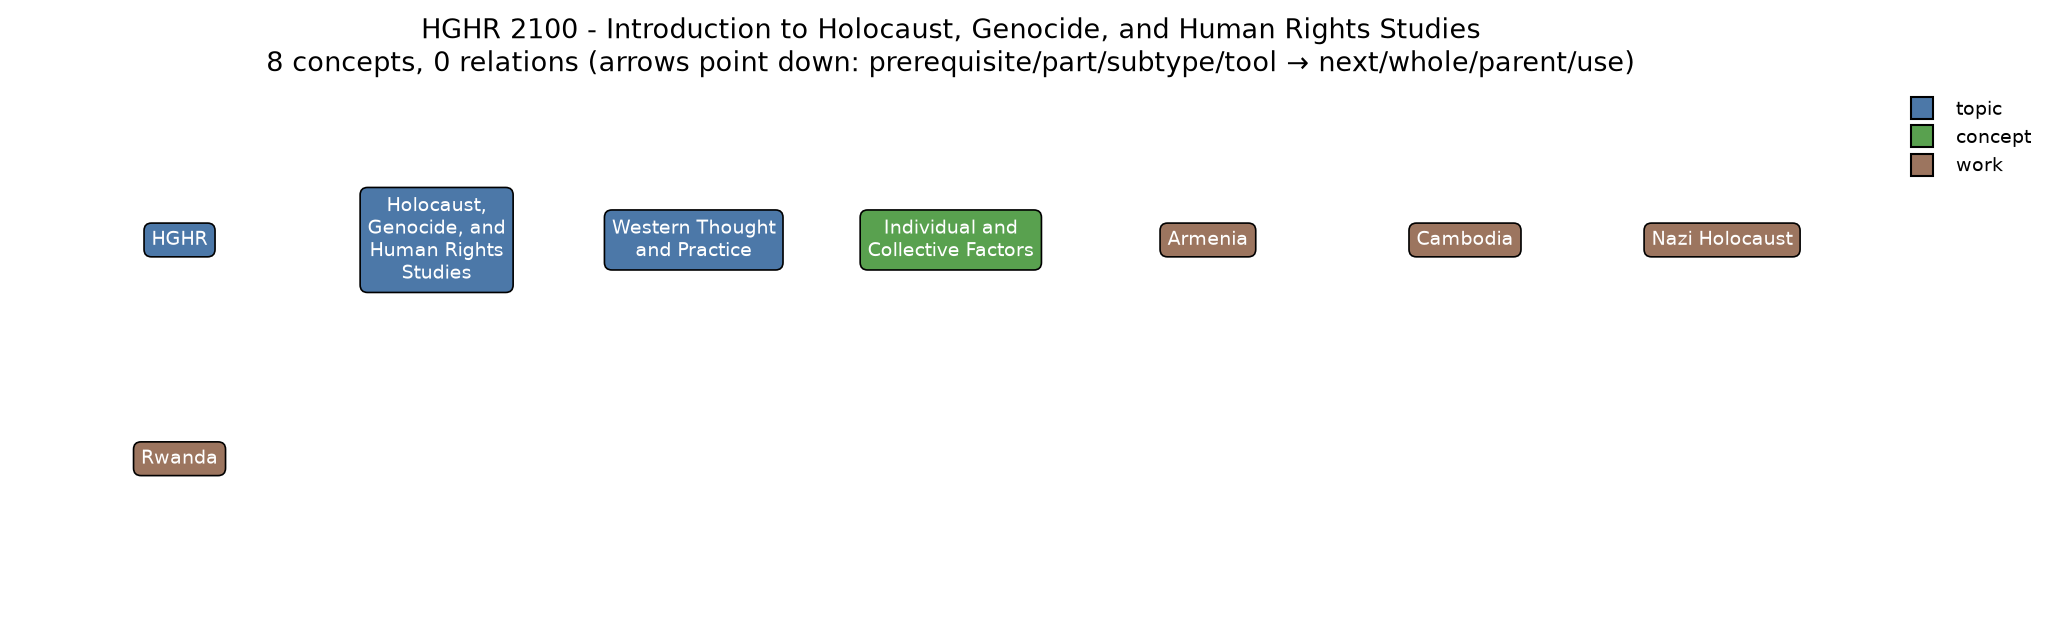 HGHR 2100 - Introduction to Holocaust, Genocide, and Human Rights Studies
8 concepts, 0 relations (arrows point down: prerequisite/part/subtype/tool → next/whole/parent/use)
topic
concept
work
HGHR
Holocaust,
Genocide, and
Human Rights
Studies
Western Thought
and Practice
Individual and
Collective Factors
Armenia
Cambodia
Nazi Holocaust
Rwanda